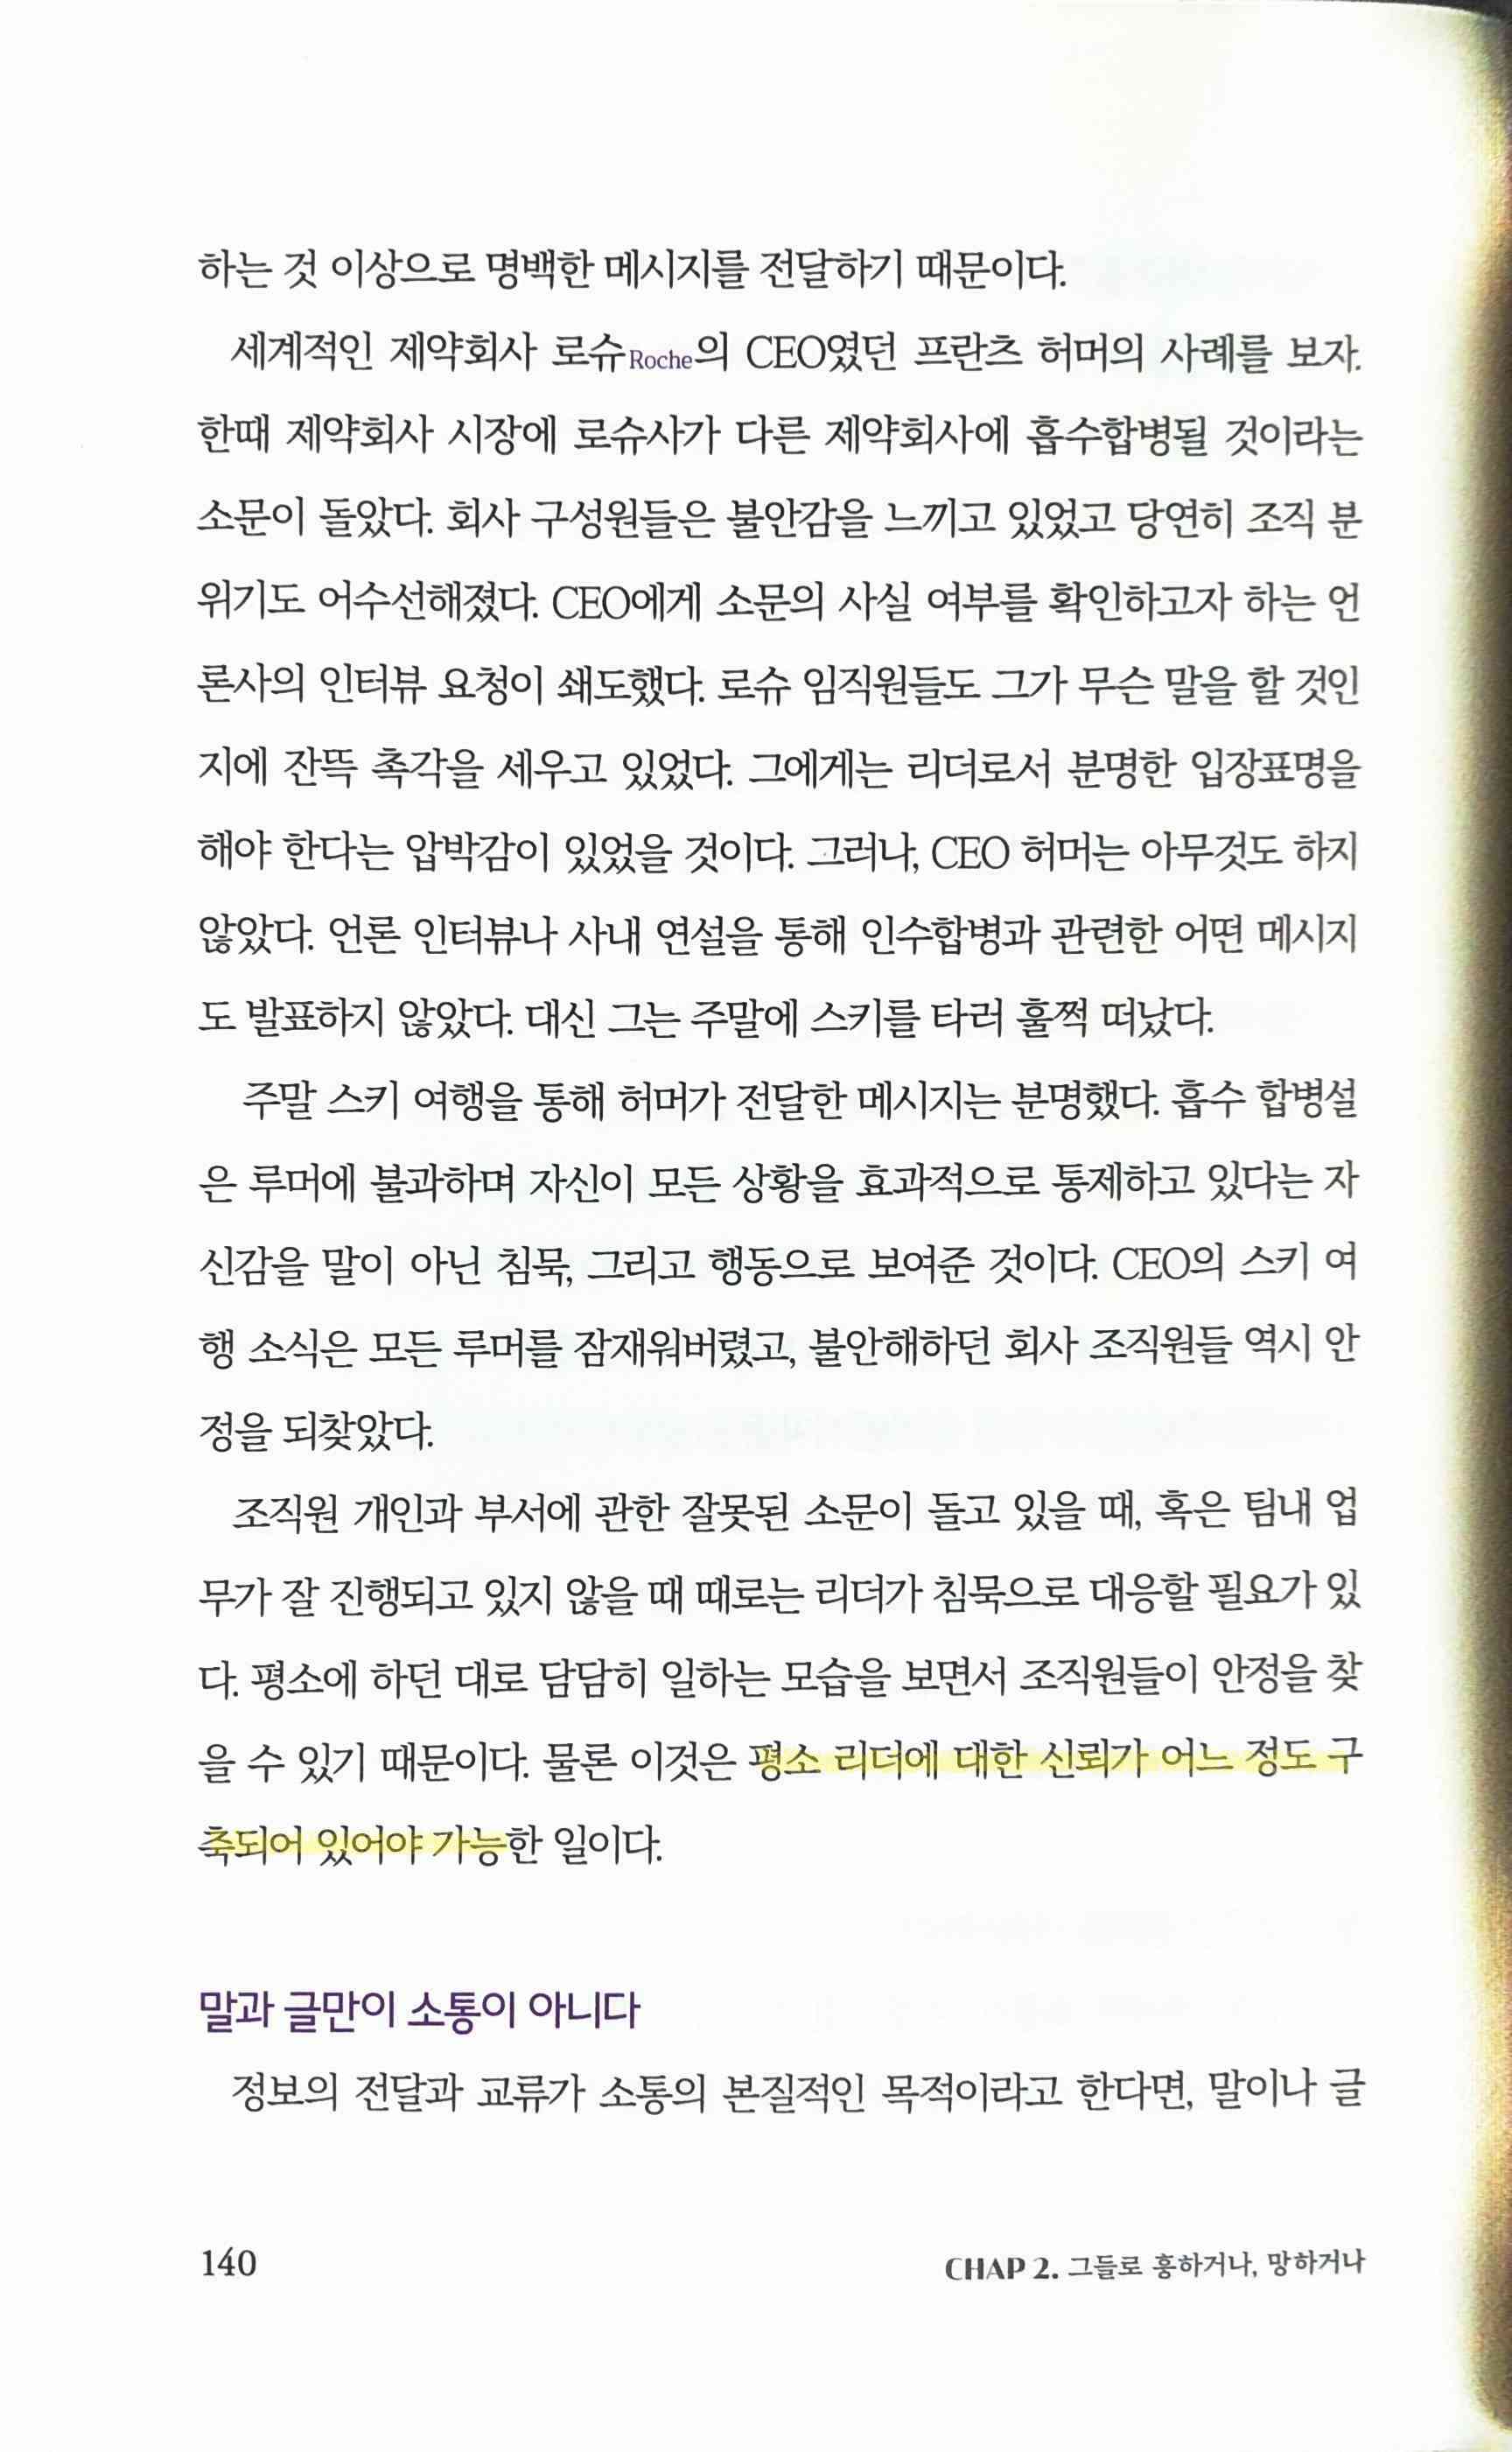 하는 것 이상으로 명백한 메시지를 전달하기 때문이다.
세계적인 제약회사 로슈Roche의 CEO였던 프란츠 허머의 사례를 보자.
한때 제약회사 시장에 로슈사가 다른 제약회사에 흡수합병될 것이라는
소문이 돌았다. 회사 구성원들은 불안감을 느끼고 있었고 당연히 조직 분
위기도 어수선해졌다. CEO에게 소문의 사실 여부를 확인하고자 하는 언
론사의 인터뷰 요청이 쇄도했다. 로슈 임직원들도 그가 무슨 말을 할 것인
지에 잔뜩 촉각을 세우고 있었다. 그에게는 리더로서 분명한 입장표명을
해야 한다는 압박감이 있었을 것이다. 그러나, CEO 허머는 아무것도 하지
않았다. 언론 인터뷰나 사내 연설을 통해 인수합병과 관련한 어떤 메시지
도 발표하지 않았다. 대신 그는 주말에 스키를 타러 훌쩍 떠났다.
주말 스키 여행을 통해 허머가 전달한 메시지는 분명했다. 흡수 합병설
은 루머에 불과하며 자신이 모든 상황을 효과적으로 통제하고 있다는 자
신감을 말이 아닌 침묵, 그리고 행동으로 보여준 것이다. CEO의 스키 여
행 소식은 모든 루머를 잠재워버렸고, 불안해하던 회사 조직원들 역시 안
정을 되찾았다.
조직원 개인과 부서에 관한 잘못된 소문이 돌고 있을 때, 혹은 팀내 업
무가 잘 진행되고 있지 않을 때 때로는 리더가 침묵으로 대응할 필요가 있
다. 평소에 하던 대로 담담히 일하는 모습을 보면서 조직원들이 안정을 찾
을 수 있기 때문이다. 물론 이것은 평소 리더에 대한 신뢰가 어느 정도 구
축되어 있어야 가능한 일이다.
말과 글만이 소통이 아니다
정보의 전달과 교류가 소통의 본질적인 목적이라고 한다면, 말이나 글
140
CHAP 2. 그들로 흥하거나, 망하거나